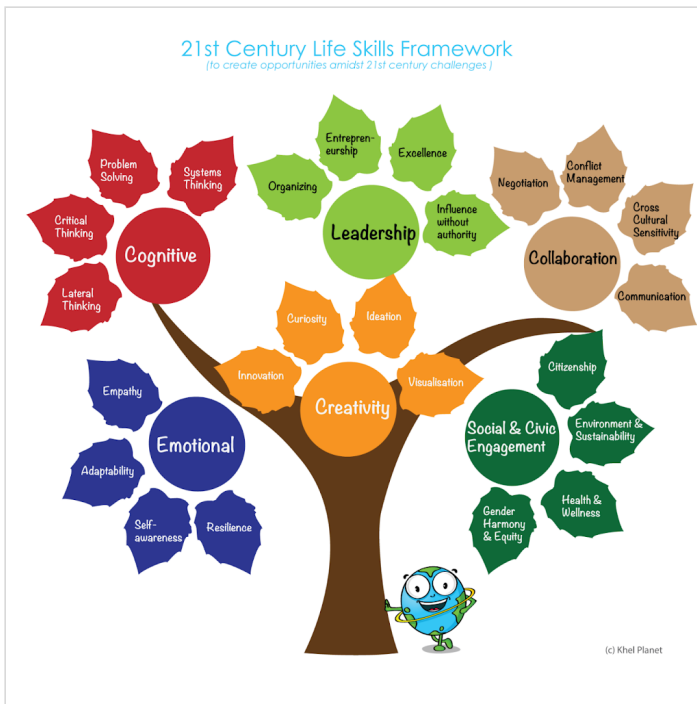 21st Century Life Skills Framework
(to create opportunities amidst 21st century challenges )
Problem
Solving
Systems
Thinking
Critical
Thinking
Lateral
Thinking
Cognitive
Entrepren-
eurship
Excellence
Organizing
Influence
without
authority
Leadership
Conflict
Management
Negotiation
Cross
Cultural
Sensitivity
Communication
Collaboration
Curiosity
Ideation
Innovation
Visualisation
Creativity
Empathy
Adaptability
Self-
awareness
Resilience
Emotional
Citizenship
Environment &
Sustainability
Health &
Wellness
Gender
Harmony
& Equity
Social & Civic
Engagement
(c) Khel Planet